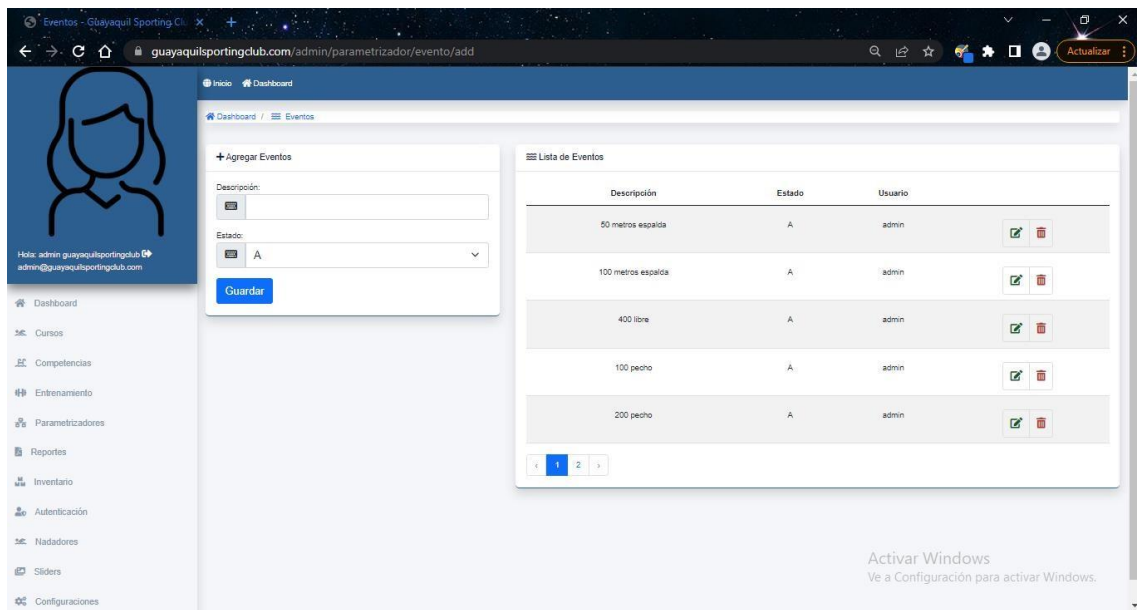 Eventos - Guayaquil Sporting Cl
guayaquilsportingclub.com/admin/parametrizador/evento/add
Actualizar
Inicio Dashboard
Dashboard / Eventos
Hola: admin guayaquilsportingclub
admin@guayaquilsportingclub.com
Dashboard
Cursos
Competencias
Entrenamiento
Parametrizadores
Reportes
Inventario
Autenticación
Nadadores
Sliders
Configuraciones
Agregar Eventos
Descripción:
Estado:
A
Guardar
Lista de Eventos
Descripción Estado Usuario
50 metros espalda A admin
100 metros espalda A admin
400 libre A admin
100 pecho A admin
200 pecho A admin
‹ 1 2 ›
Activar Windows
Ve a Configuración para activar Windows.